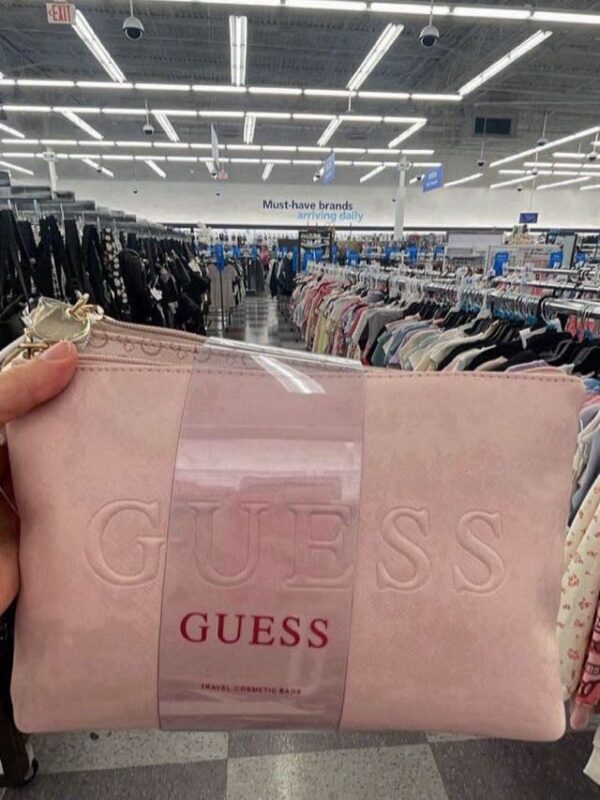 EXIT
Must-have brands
arriving daily
GUESS
GUESS
TRAVEL COSMETIC BAGS